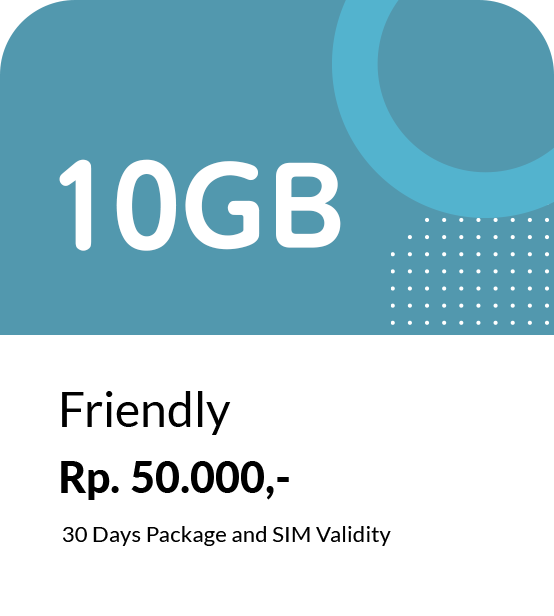 10GB
Friendly
Rp. 50.000,-
30 Days Package and SIM Validity